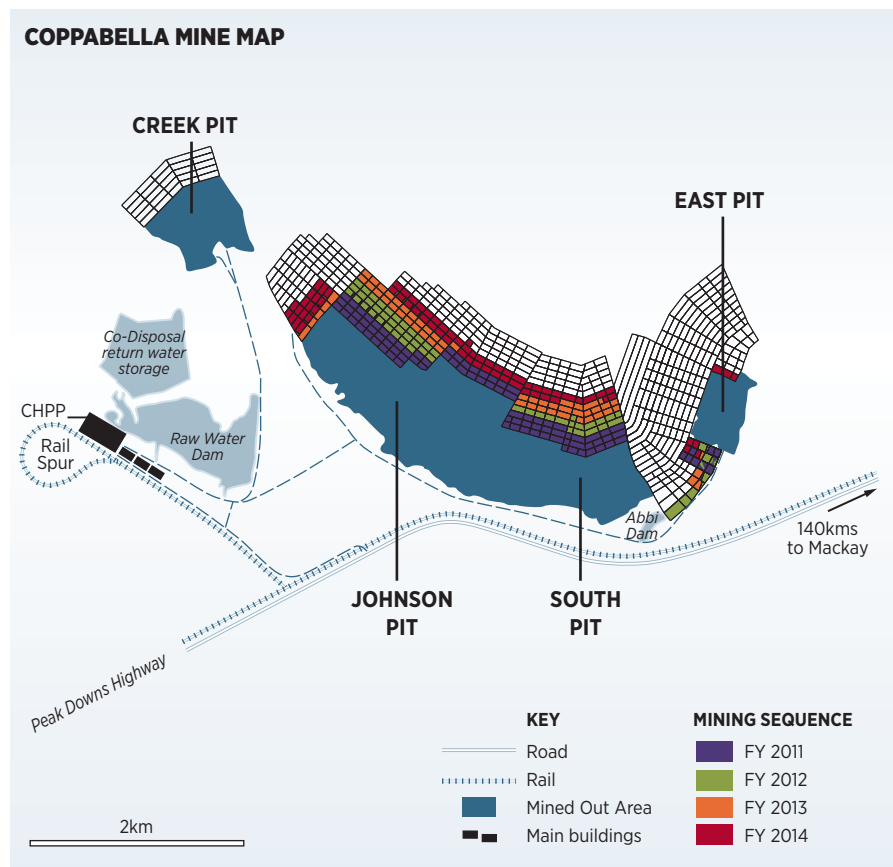 COPPABELLA MINE MAP
CREEK PIT
EAST PIT
Co-Disposal
return water
storage
CHPP
Rail
Spur
Raw Water
Dam
Abbi
Dam
140kms
to Mackay
JOHNSON
PIT
SOUTH
PIT
Peak Downs Highway
KEY
Road
Rail
Mined Out Area
Main buildings
MINING SEQUENCE
FY 2011
FY 2012
FY 2013
FY 2014
2km